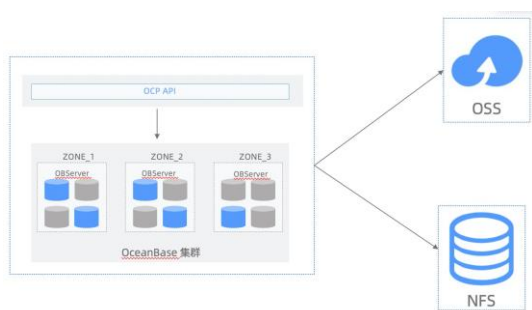 OCP API
ZONE_1
ZONE_2
ZONE_3
OBServer
OBServer
OBServer
OceanBase 集群
OSS
NFS